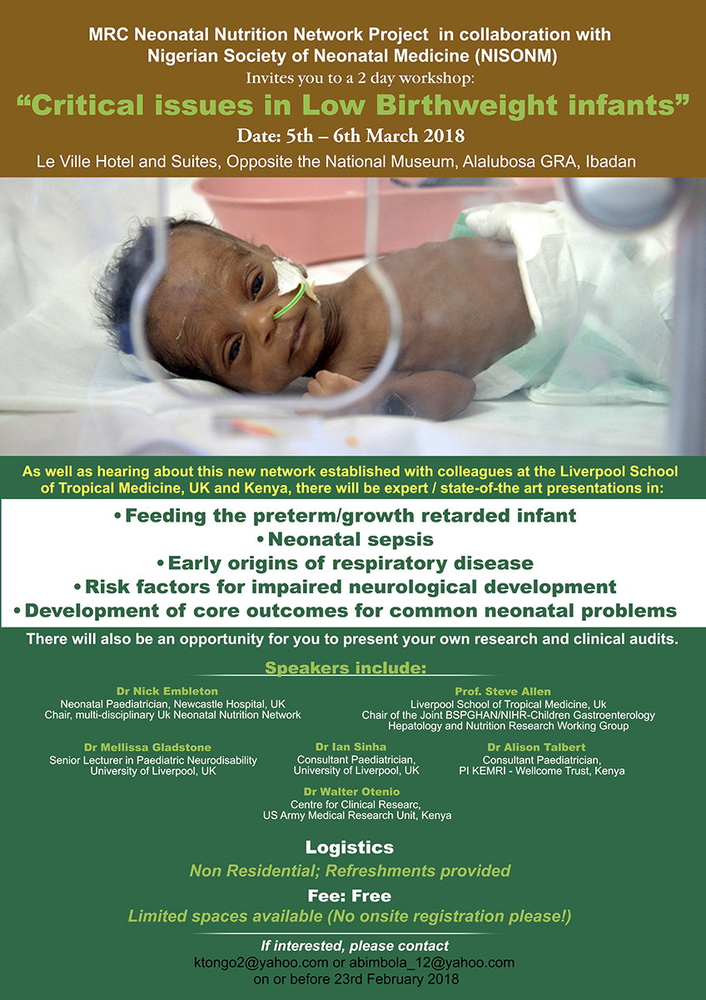 MRC Neonatal Nutrition Network Project  in collaboration with
Nigerian Society of Neonatal Medicine (NISONM)
Invites you to a 2 day workshop:
“Critical issues in Low Birthweight infants”
Date: 5th – 6th March 2018
Le Ville Hotel and Suites, Opposite the National Museum, Alalubosa GRA, Ibadan
As well as hearing about this new network established with colleagues at the Liverpool School
of Tropical Medicine, UK and Kenya, there will be expert / state-of-the art presentations in:
• Feeding the preterm/growth retarded infant
• Neonatal sepsis
• Early origins of respiratory disease
• Risk factors for impaired neurological development
• Development of core outcomes for common neonatal problems
There will also be an opportunity for you to present your own research and clinical audits.
Speakers include:
Dr Nick Embleton
Neonatal Paediatrician, Newcastle Hospital, UK
Chair, multi-disciplinary Uk Neonatal Nutrition Network
Prof. Steve Allen
Liverpool School of Tropical Medicine, Uk
Chair of the Joint BSPGHAN/NIHR-Children Gastroenterology
Hepatology and Nutrition Research Working Group
Dr Mellissa Gladstone
Senior Lecturer in Paediatric Neurodisability
University of Liverpool, UK
Dr Ian Sinha
Consultant Paediatrician,
University of Liverpool, UK
Dr Alison Talbert
Consultant Paediatrician,
PI KEMRI - Wellcome Trust, Kenya
Dr Walter Otenio
Centre for Clinical Researc,
US Army Medical Research Unit, Kenya
Logistics
Non Residential; Refreshments provided
Fee: Free
Limited spaces available (No onsite registration please!)
If interested, please contact
ktongo2@yahoo.com or abimbola_12@yahoo.com
on or before 23rd February 2018